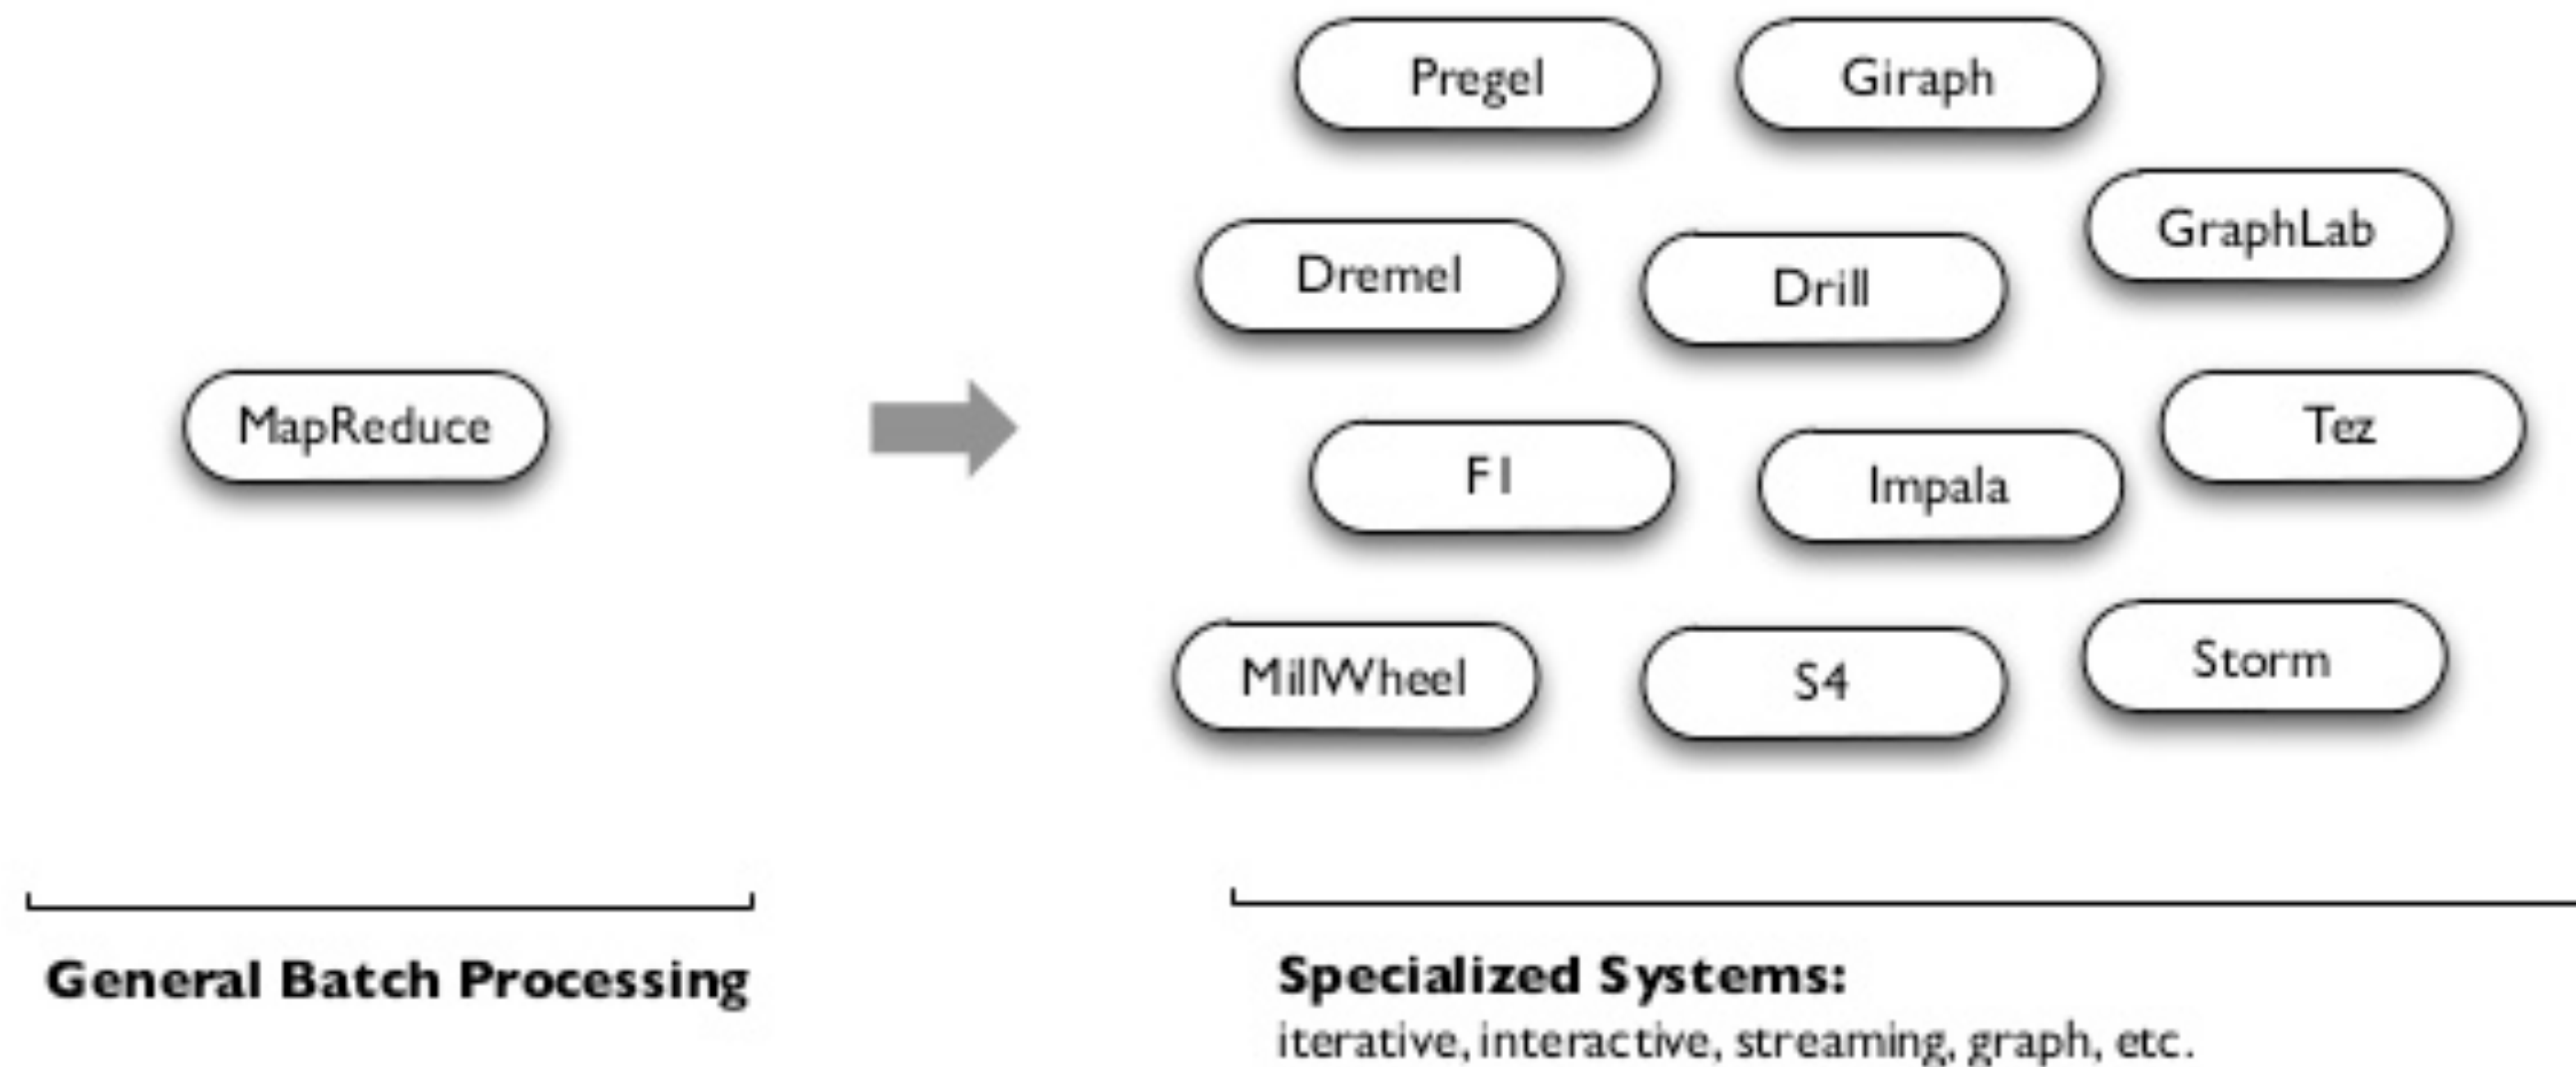 Pregel
Giraph
GraphLab
Dremel
Drill
MapReduce
Tez
F1
Impala
MillWheel
S4
Storm
General Batch Processing
Specialized Systems:
iterative, interactive, streaming, graph, etc.